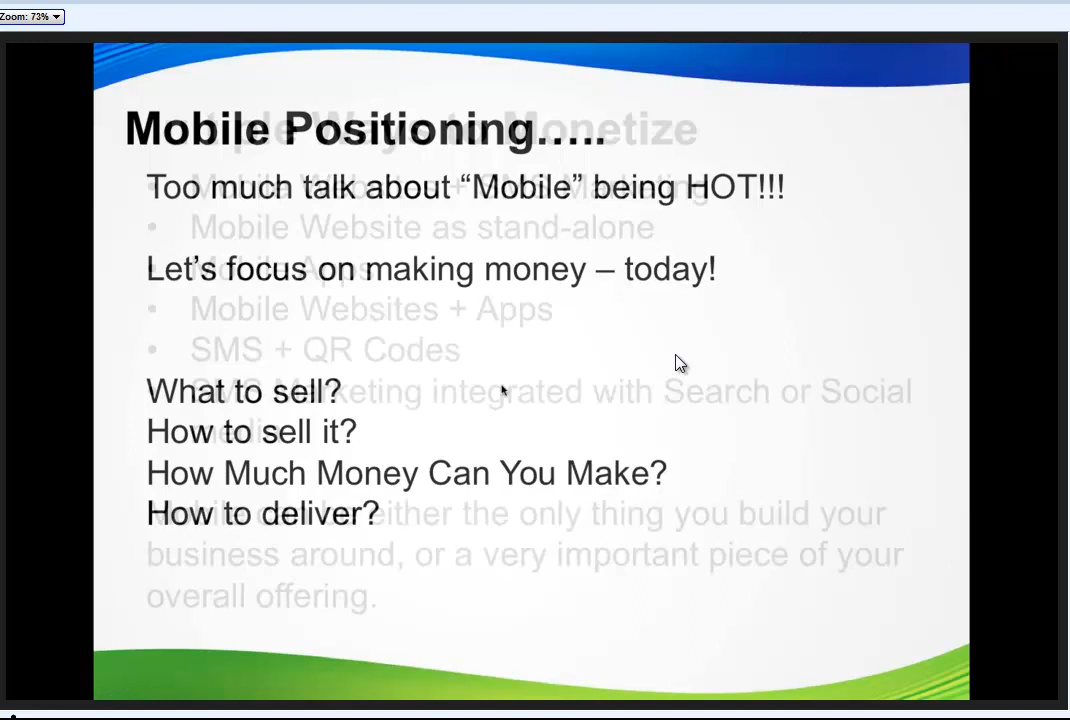 Zoom: 73%
Mobile Positioning…..
Too much talk about “Mobile” being HOT!!!
• Mobile Website as stand-alone
Let’s focus on making money – today!
• Mobile Websites + Apps
• SMS + QR Codes
What to sell?
integrated with Search or Social
How to sell it?
How Much Money Can You Make?
How to deliver?
either the only thing you build your
business around, or a very important piece of your
overall offering.